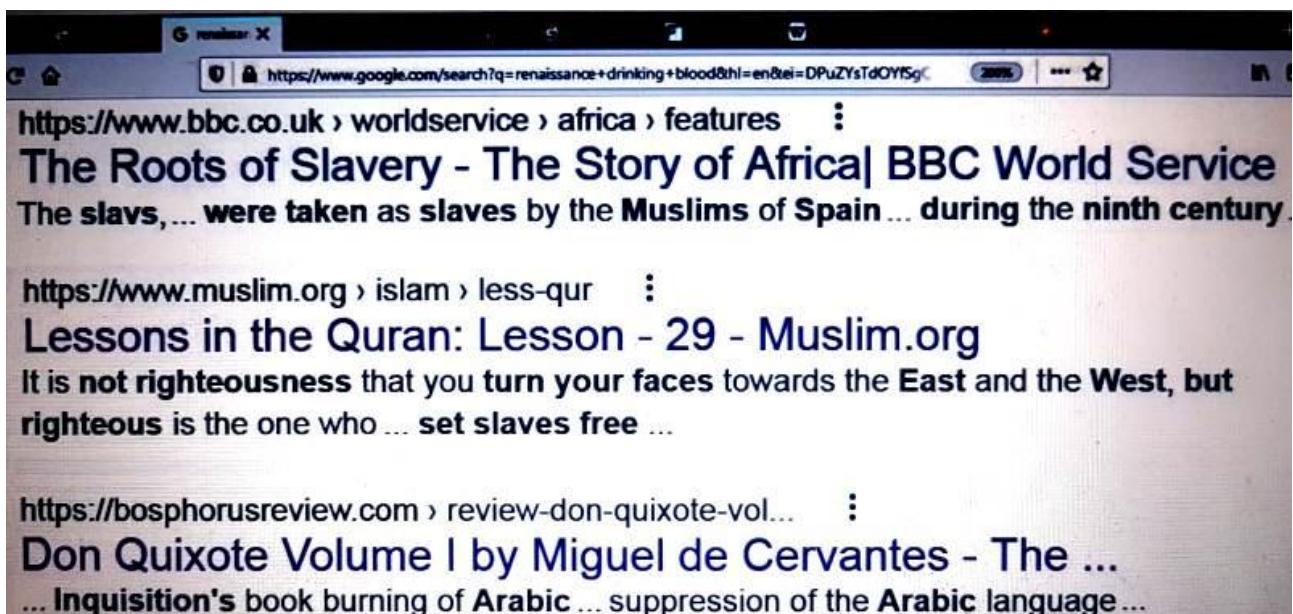 G renaissar X
https://www.google.com/search?q=renaissance+drinking+blood&hl=en&ei=DPuZYsTdOYfSgC
200%
https://www.bbc.co.uk › worldservice › africa › features
The Roots of Slavery - The Story of Africa| BBC World Service
The slavs, ... were taken as slaves by the Muslims of Spain ... during the ninth century .
https://www.muslim.org › islam › less-qur
Lessons in the Quran: Lesson - 29 - Muslim.org
It is not righteousness that you turn your faces towards the East and the West, but
righteous is the one who ... set slaves free ...
https://bosphorusreview.com › review-don-quixote-vol...
Don Quixote Volume I by Miguel de Cervantes - The ...
... Inquisition's book burning of Arabic ... suppression of the Arabic language ...